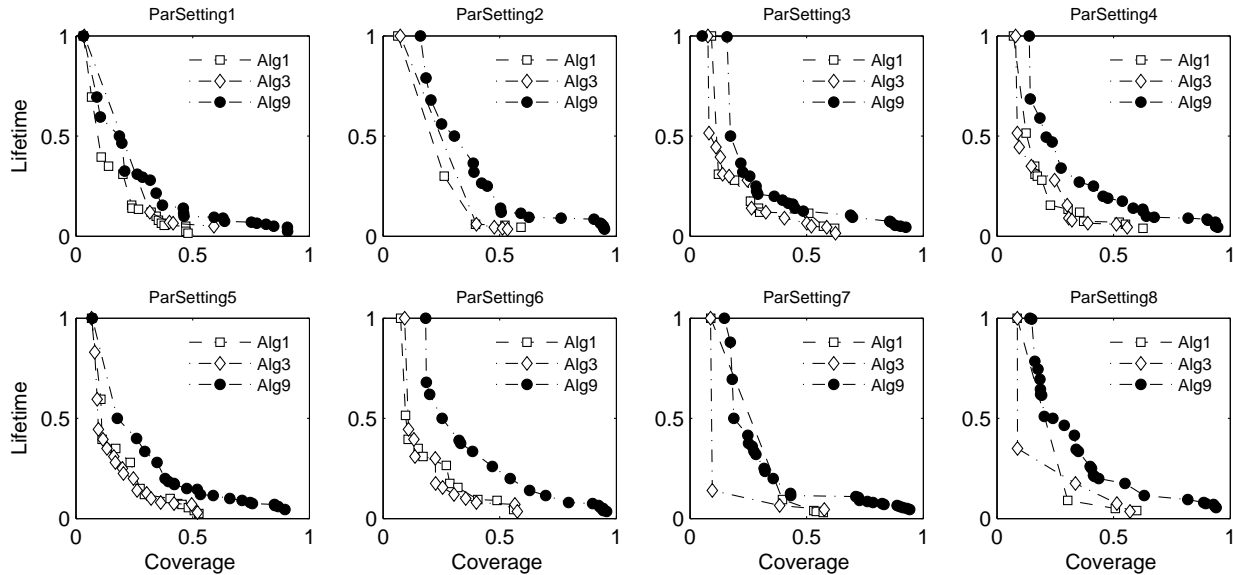 ParSetting1 ParSetting2 ParSetting3 ParSetting4
1 1 1 1
Alg1 Alg1 Alg1 Alg1
Alg3 Alg3 Alg3 Alg3
Alg9 Alg9 Alg9 Alg9
Lifetime
0.5 0.5 0.5 0.5
0 0 0 0
0 0.5 1 0 0.5 1 0 0.5 1 0 0.5 1
ParSetting5 ParSetting6 ParSetting7 ParSetting8
1 1 1 1
Alg1 Alg1 Alg1 Alg1
Alg3 Alg3 Alg3 Alg3
Alg9 Alg9 Alg9 Alg9
Lifetime
0.5 0.5 0.5 0.5
0 0 0 0
0 0.5 1 0 0.5 1 0 0.5 1 0 0.5 1
Coverage Coverage Coverage Coverage